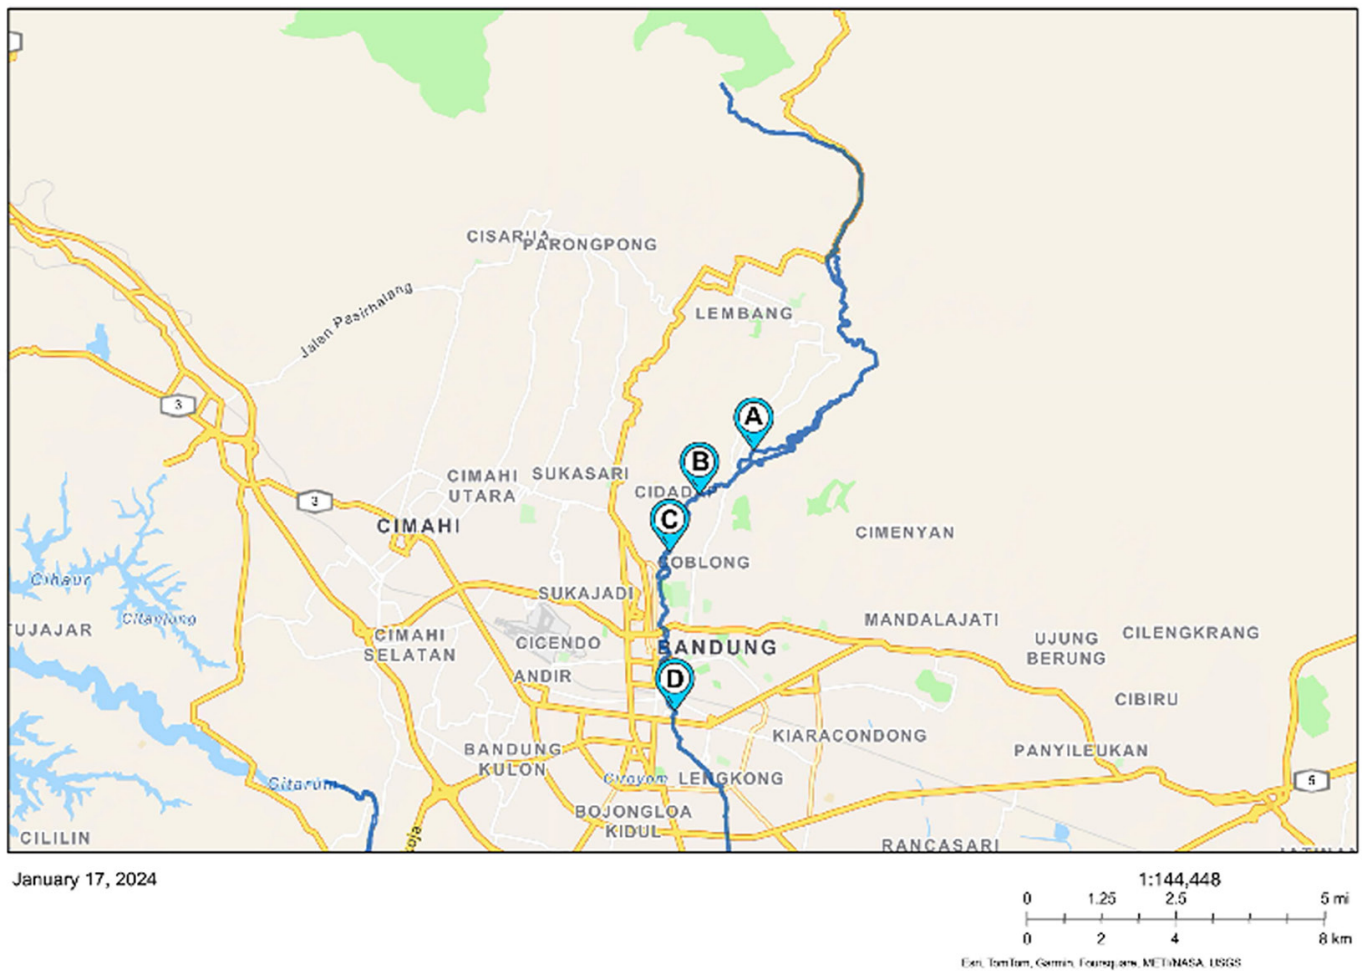 CISARUA
PARONGPONG
Jalan Pasirhalang
LEMBANG
3
A
B
CIMAHI
UTARA
SUKASARI
CIDADAP
3
C
CIMAHI
CIMENYAN
COBLONG
Cihaur
SUKAJADI
Citanjung
MANDALAJATI
TUJAJAR
CIMAHI
SELATAN
CICENDO
BANDUNG
UJUNG
BERUNG
CILENGKRANG
ANDIR
D
CIBIRU
BANDUNG
KULON
KIARACONDONG
PANYILEUKAN
Citarum
Citoyom
LENGKONG
5
BOJONGLOA
KIDUL
CILILIN
RANCASARI
January 17, 2024
1:144,448
0 1.25 2.5 5 mi
0 2 4 8 km
Esri, TomTom, Garmin, Foursquare, METI/NASA, USGS